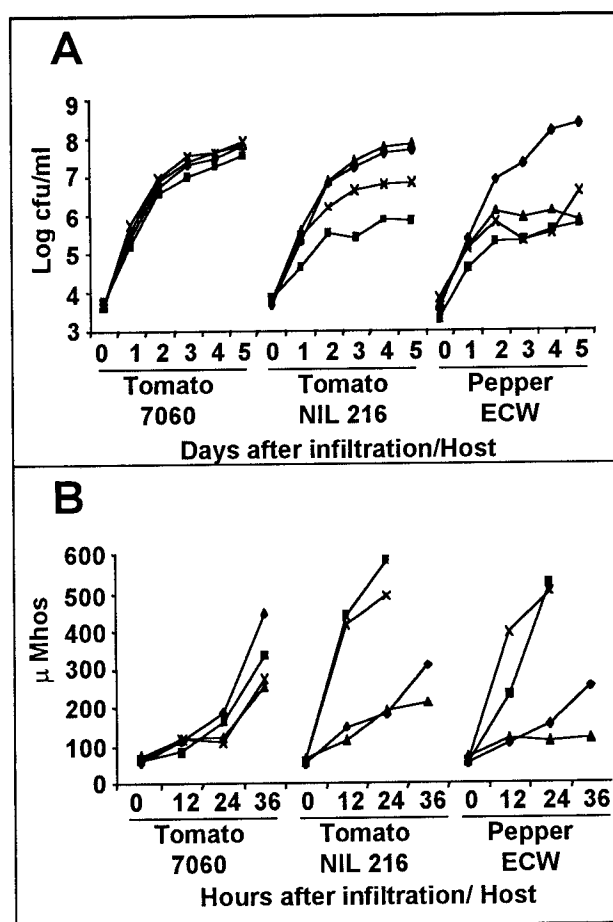 A
Log cfu/ml
9
8
7
6
5
4
3
0 1 2 3 4 5 0 1 2 3 4 5 0 1 2 3 4 5
Tomato Tomato Pepper
7060 NIL 216 ECW
Days after infiltration/Host
B
μ Mhos
600
500
400
300
200
100
0
0 12 24 36 0 12 24 36 0 12 24 36
Tomato Tomato Pepper
7060 NIL 216 ECW
Hours after infiltration/ Host